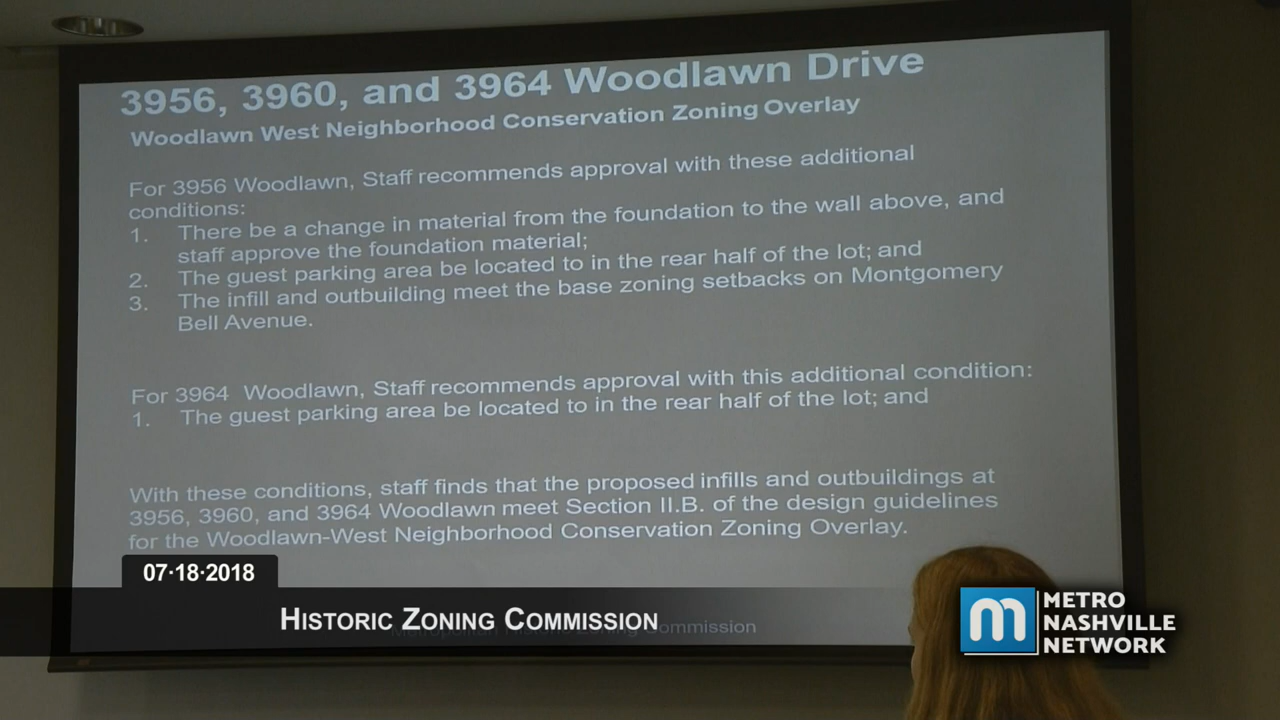 3956, 3960, and 3964 Woodlawn Drive
Woodlawn West Neighborhood Conservation Zoning Overlay
For 3956 Woodlawn, Staff recommends approval with these additional
conditions:
1. There be a change in material from the foundation to the wall above, and
staff approve the foundation material;
2. The guest parking area be located to in the rear half of the lot; and
3. The infill and outbuilding meet the base zoning setbacks on Montgomery
Bell Avenue.
For 3964 Woodlawn, Staff recommends approval with this additional condition:
1. The guest parking area be located to in the rear half of the lot; and
With these conditions, staff finds that the proposed infills and outbuildings at
3956, 3960, and 3964 Woodlawn meet Section II.B. of the design guidelines
for the Woodlawn-West Neighborhood Conservation Zoning Overlay.
07·18·2018
Historic Zoning Commission
Metropolitan Historic Zoning Commission
m METRO
NASHVILLE
NETWORK